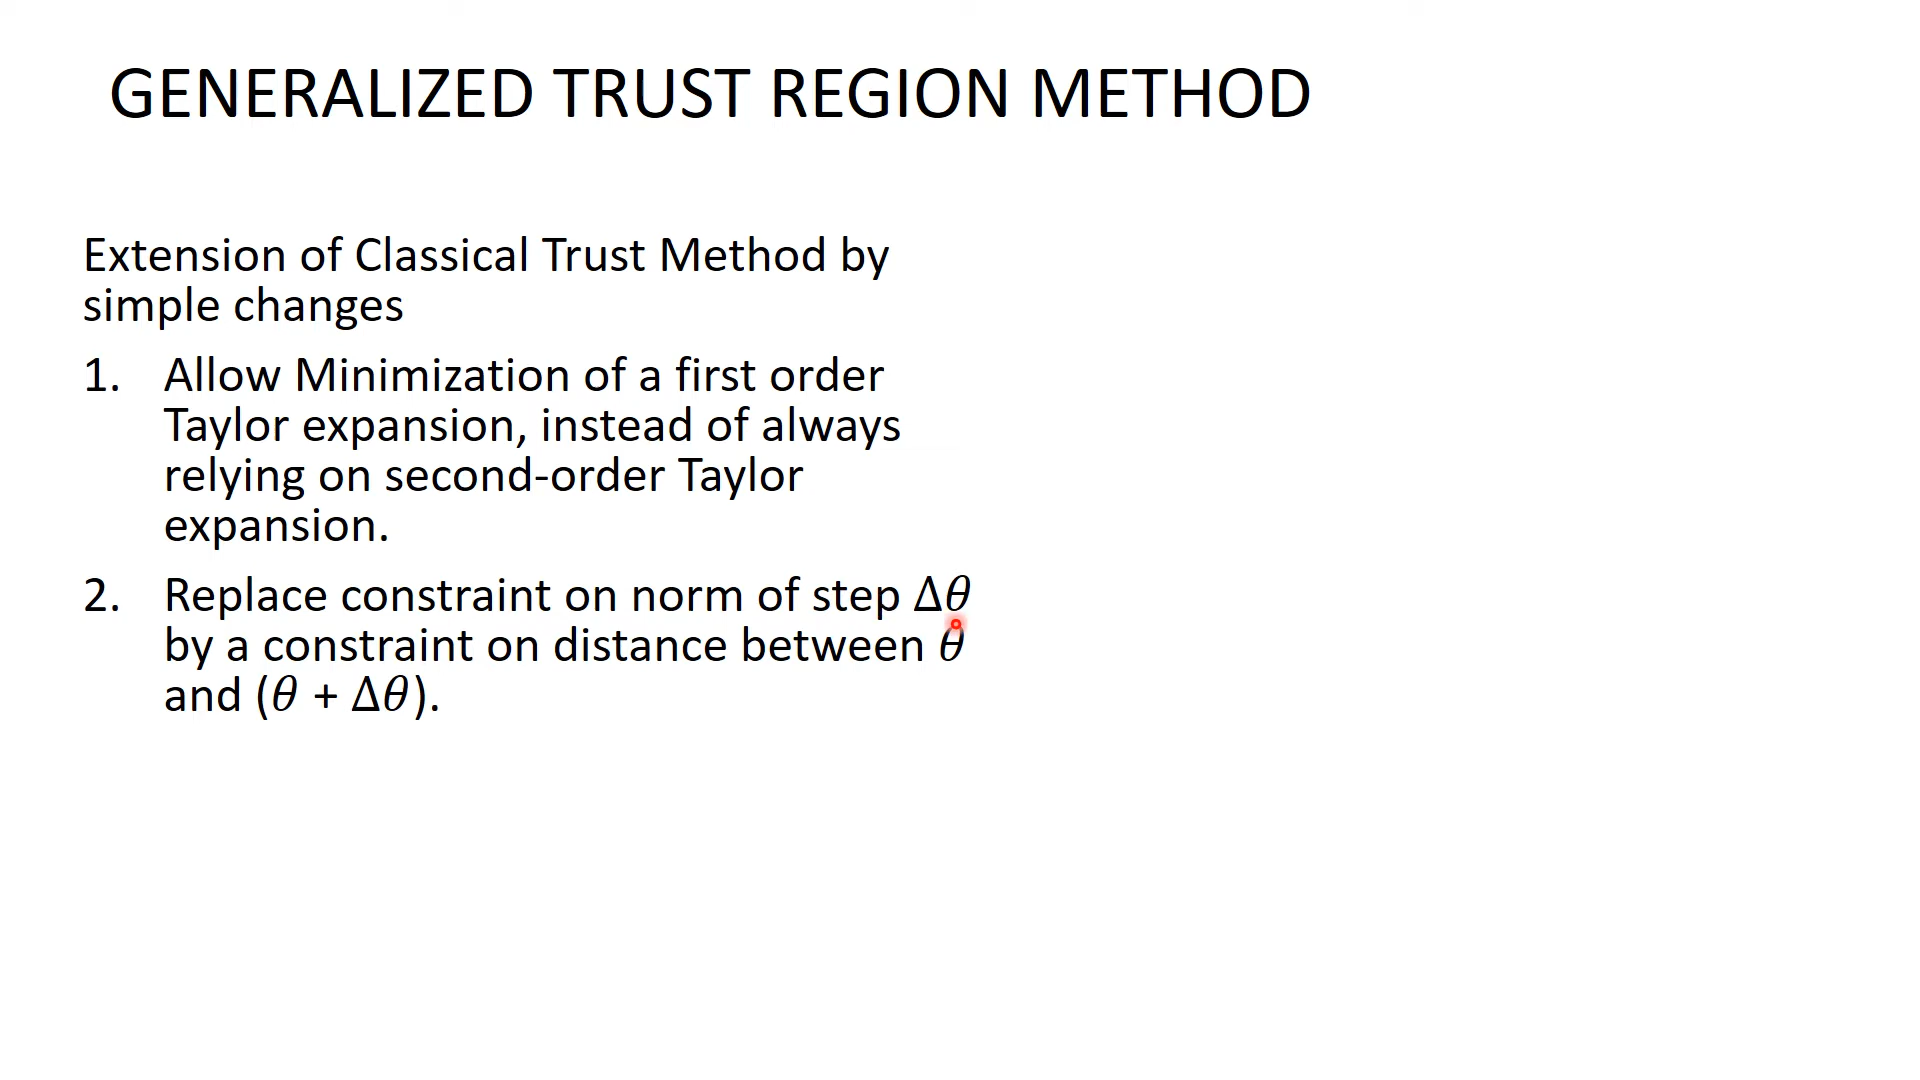 GENERALIZED TRUST REGION METHOD
Extension of Classical Trust Method by
simple changes
1. Allow Minimization of a first order
Taylor expansion, instead of always
relying on second-order Taylor
expansion.
2. Replace constraint on norm of step Δ𝜃
by a constraint on distance between 𝜃
and (𝜃 + Δ𝜃).